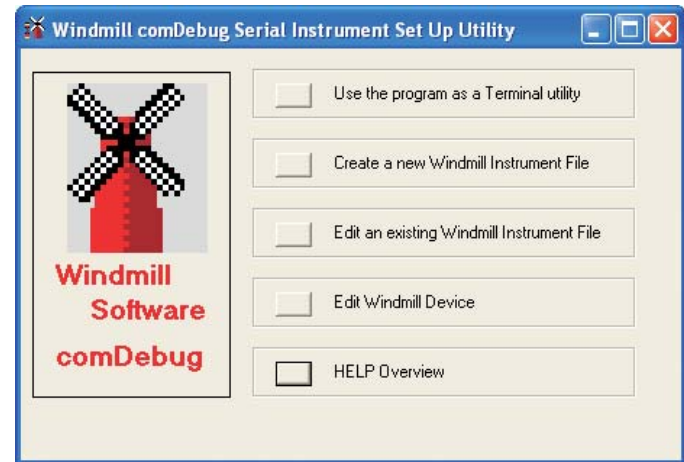 Windmill comDebug Serial Instrument Set Up Utility
Windmill
Software
comDebug
Use the program as a Terminal utility
Create a new Windmill Instrument File
Edit an existing Windmill Instrument File
Edit Windmill Device
HELP Overview